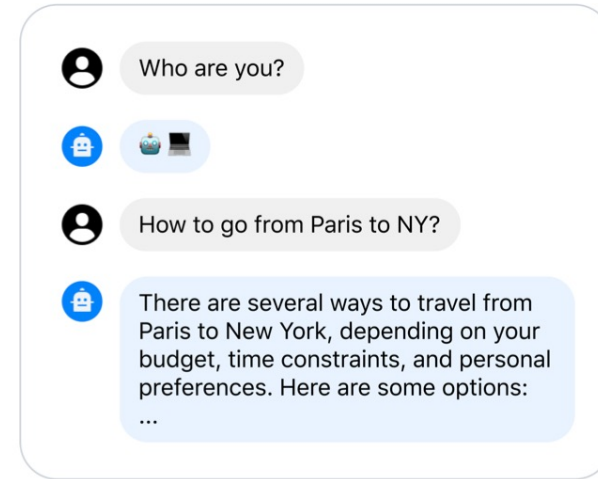 Who are you?
🤖💻
How to go from Paris to NY?
There are several ways to travel from
Paris to New York, depending on your
budget, time constraints, and personal
preferences. Here are some options:
...